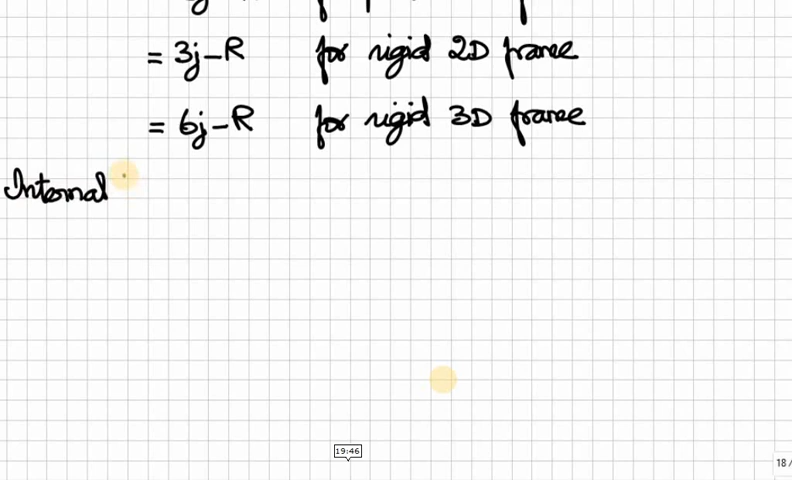 = 3j-R for rigid 2D frame
= 6j-R for rigid 3D frame
Internal
19:46
18 /